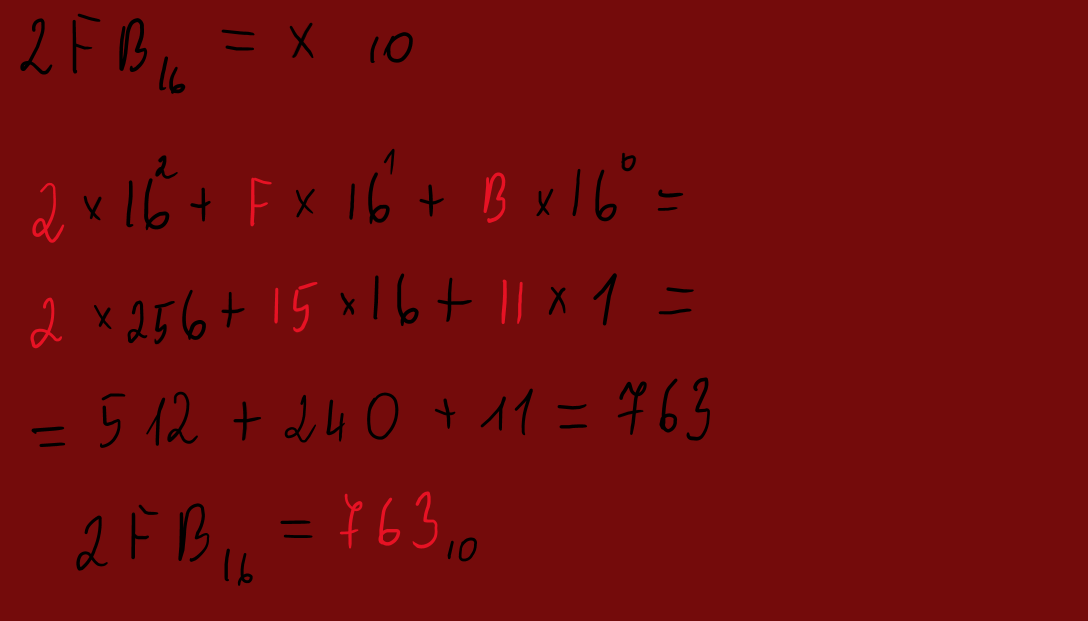 2FB₁₆ = x ₁₀
2 × 16² + F × 16¹ + B × 16⁰ =
2 × 256 + 15 × 16 + 11 × 1 =
= 512 + 240 + 11 = 763
2FB₁₆ = 763₁₀